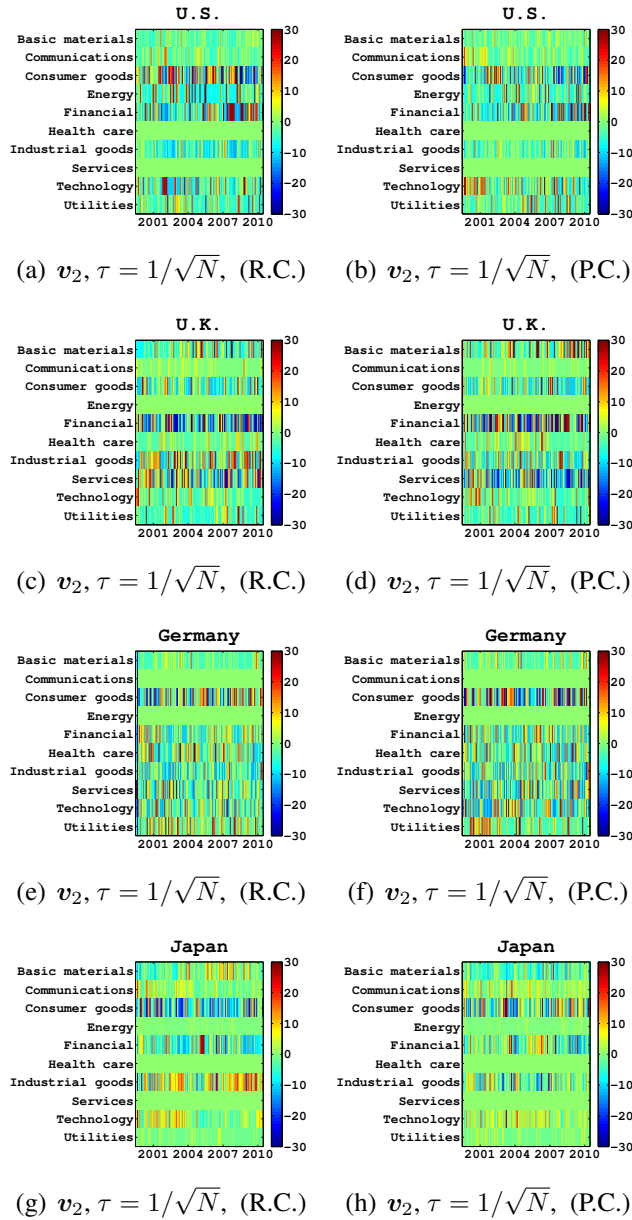 U.S.
Basic materials
Communications
Consumer goods
Energy
Financial
Health care
Industrial goods
Services
Technology
Utilities
2001 2004 2007 2010
30
20
10
0
−10
−20
−30
(a) v₂, τ = 1/√N, (R.C.)
U.S.
Basic materials
Communications
Consumer goods
Energy
Financial
Health care
Industrial goods
Services
Technology
Utilities
2001 2004 2007 2010
30
20
10
0
−10
−20
−30
(b) v₂, τ = 1/√N, (P.C.)
U.K.
Basic materials
Communications
Consumer goods
Energy
Financial
Health care
Industrial goods
Services
Technology
Utilities
2001 2004 2007 2010
30
20
10
0
−10
−20
−30
(c) v₂, τ = 1/√N, (R.C.)
U.K.
Basic materials
Communications
Consumer goods
Energy
Financial
Health care
Industrial goods
Services
Technology
Utilities
2001 2004 2007 2010
30
20
10
0
−10
−20
−30
(d) v₂, τ = 1/√N, (P.C.)
Germany
Basic materials
Communications
Consumer goods
Energy
Financial
Health care
Industrial goods
Services
Technology
Utilities
2001 2004 2007 2010
30
20
10
0
−10
−20
−30
(e) v₂, τ = 1/√N, (R.C.)
Germany
Basic materials
Communications
Consumer goods
Energy
Financial
Health care
Industrial goods
Services
Technology
Utilities
2001 2004 2007 2010
30
20
10
0
−10
−20
−30
(f) v₂, τ = 1/√N, (P.C.)
Japan
Basic materials
Communications
Consumer goods
Energy
Financial
Health care
Industrial goods
Services
Technology
Utilities
2001 2004 2007 2010
30
20
10
0
−10
−20
−30
(g) v₂, τ = 1/√N, (R.C.)
Japan
Basic materials
Communications
Consumer goods
Energy
Financial
Health care
Industrial goods
Services
Technology
Utilities
2001 2004 2007 2010
30
20
10
0
−10
−20
−30
(h) v₂, τ = 1/√N, (P.C.)